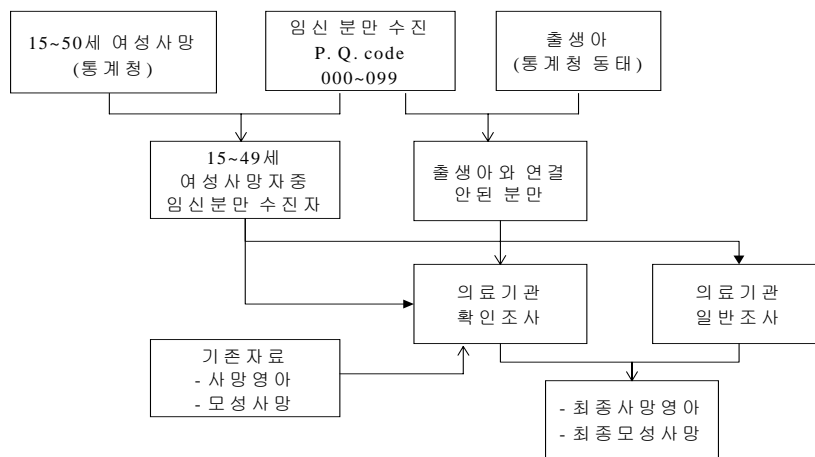 15~50세 여성사망
(통계청)
임신 분만 수진
P. Q. code
000~099
출생아
(통계청 동태)
15~49세
여성사망자중
임신분만 수진자
출생아와 연결
안된 분만
의료기관
확인조사
의료기관
일반조사
기존자료
- 사망영아
- 모성사망
- 최종사망영아
- 최종모성사망